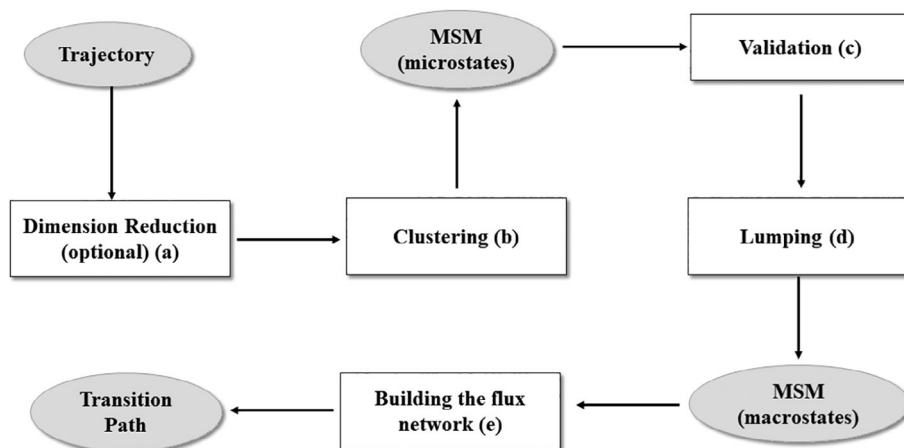 Trajectory
MSM
(microstates)
Validation (c)
Dimension Reduction
(optional) (a)
Clustering (b)
Lumping (d)
Transition
Path
Building the flux
network (e)
MSM
(macrostates)